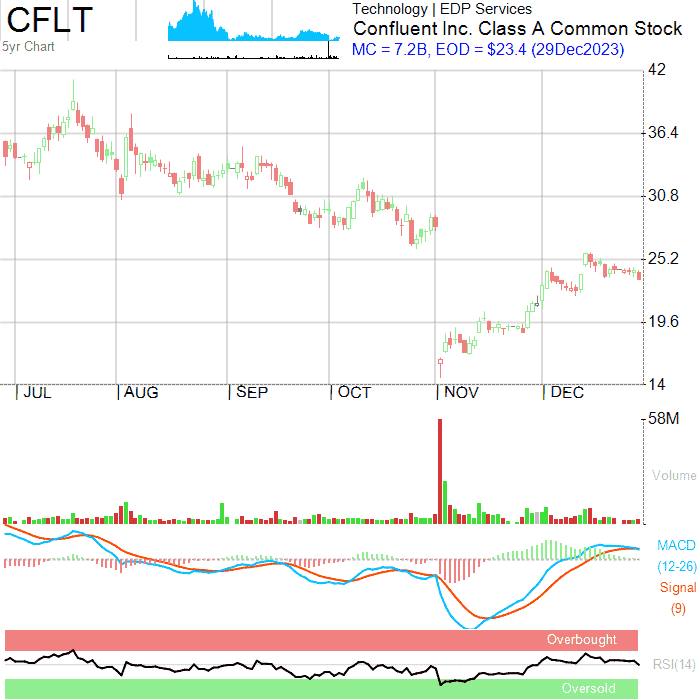 CFLT
5yr Chart
Technology | EDP Services
Confluent Inc. Class A Common Stock
MC = 7.2B, EOD = $23.4 (29Dec2023)
42
36.4
30.8
25.2
19.6
14
JUL AUG SEP OCT NOV DEC
58M
Volume
MACD
(12-26)
Signal
(9)
Overbought
RSI(14)
Oversold